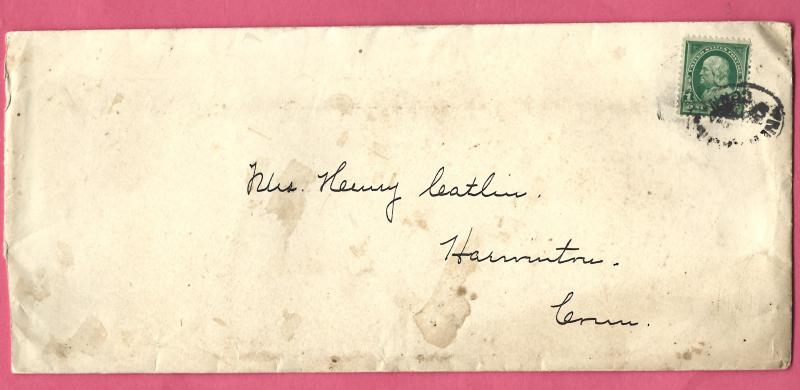 Mrs. Henry Catlin.
Harwinton.
Conn.